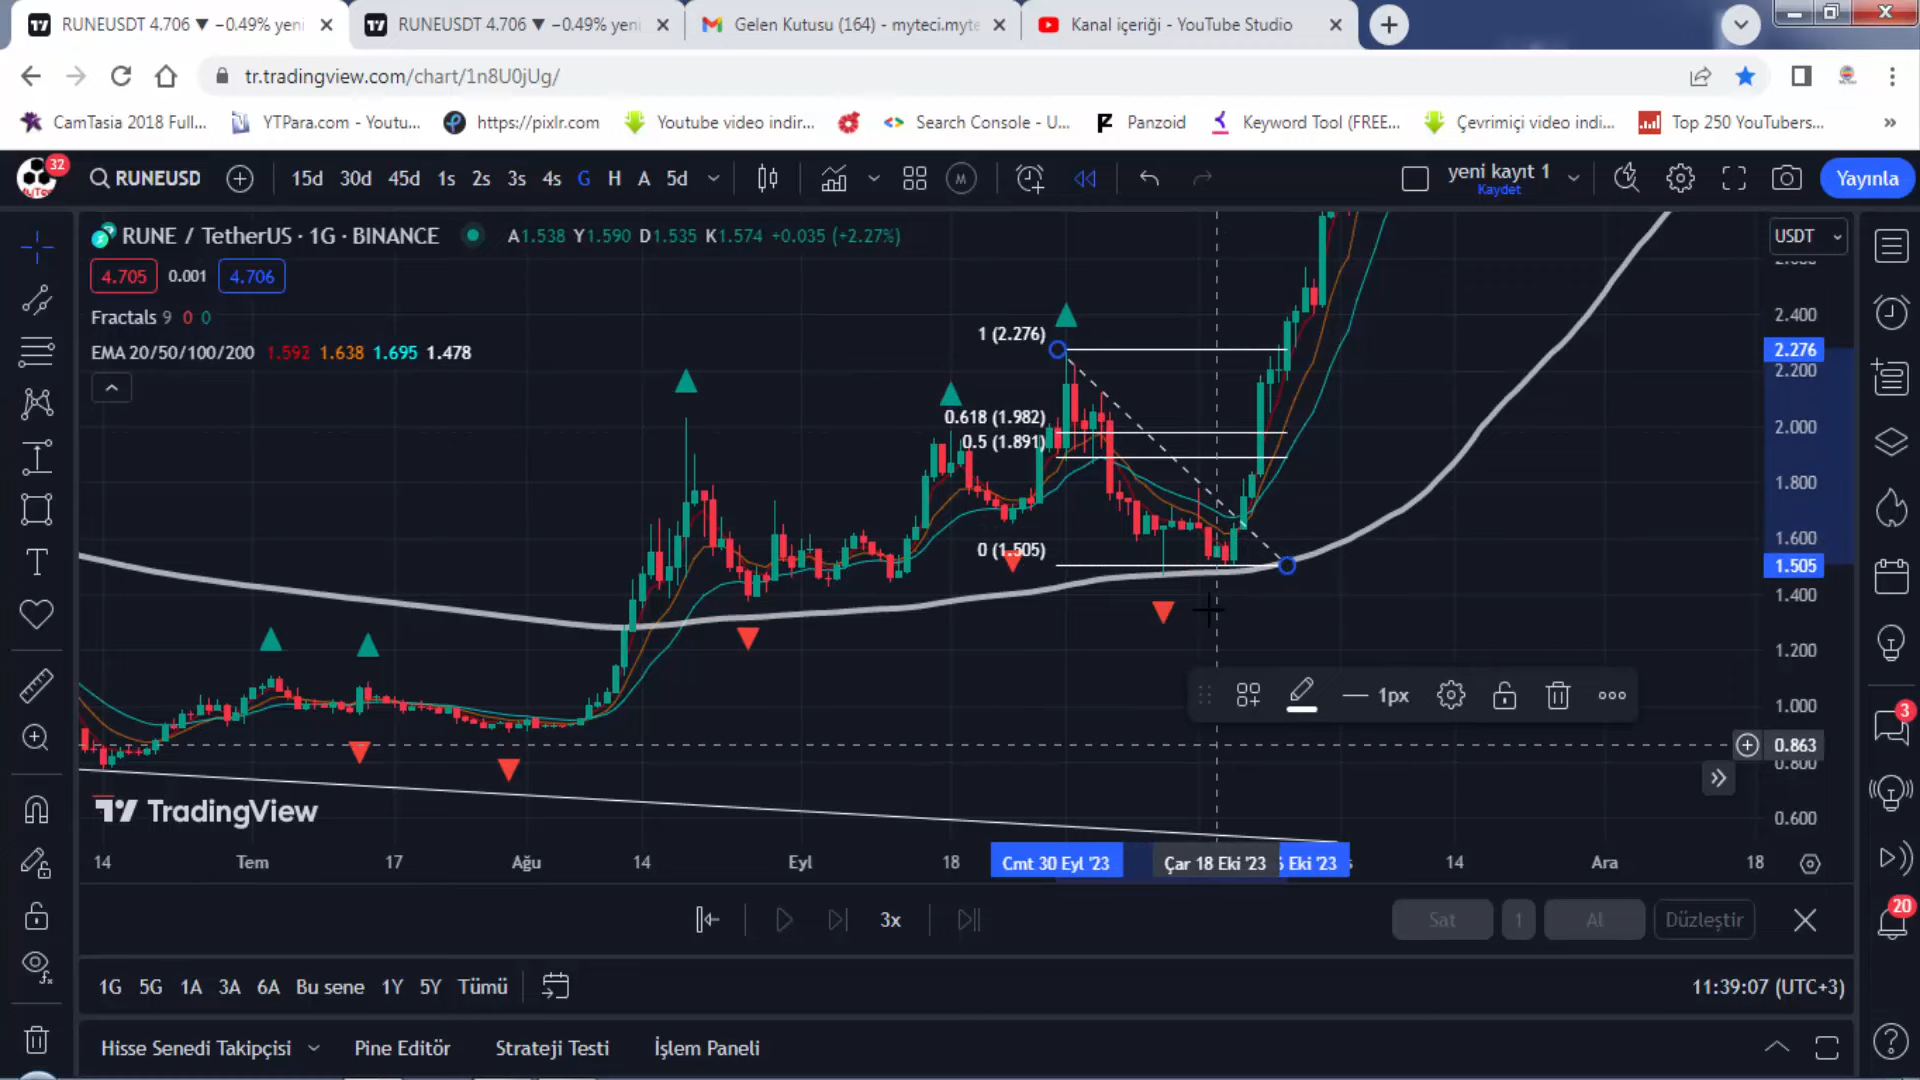 RUNEUSDT 4.706 ▼ −0.49% yeni
RUNEUSDT 4.706 ▼ −0.49% yeni
Gelen Kutusu (164) - myteci.myte
Kanal içeriği - YouTube Studio
tr.tradingview.com/chart/1n8U0jUg/
CamTasia 2018 Full...
YTPara.com - Youtu...
https://pixlr.com
Youtube video indir...
Search Console - U...
Panzoid
Keyword Tool (FREE...
Çevrimiçi video indi...
Top 250 YouTubers...
»
32
RUNEUSD
15d 30d 45d 1s 2s 3s 4s G H A 5d
M
yeni kayıt 1
Kaydet
Yayınla
RUNE / TetherUS · 1G · BINANCE
A1.538 Y1.590 D1.535 K1.574 +0.035 (+2.27%)
USDT
4.705 0.001 4.706
Fractals 9 0 0
EMA 20/50/100/200 1.592 1.638 1.695 1.478
1 (2.276)
0.618 (1.982)
0.5 (1.891)
0 (1.505)
2.400
2.276
2.200
2.000
1.800
1.600
1.505
1.400
1.200
1.000
0.863
0.800
0.600
1px
TradingView
14 Tem 17 Ağu 14 Eyl 18 Cmt 30 Eyl '23 Çar 18 Eki '23 Eki '23 14 Ara 18
3x
Sat 1 Al Düzleştir
1G 5G 1A 3A 6A Bu sene 1Y 5Y Tümü
11:39:07 (UTC+3)
Hisse Senedi Takipçisi
Pine Editör
Strateji Testi
İşlem Paneli
3
20